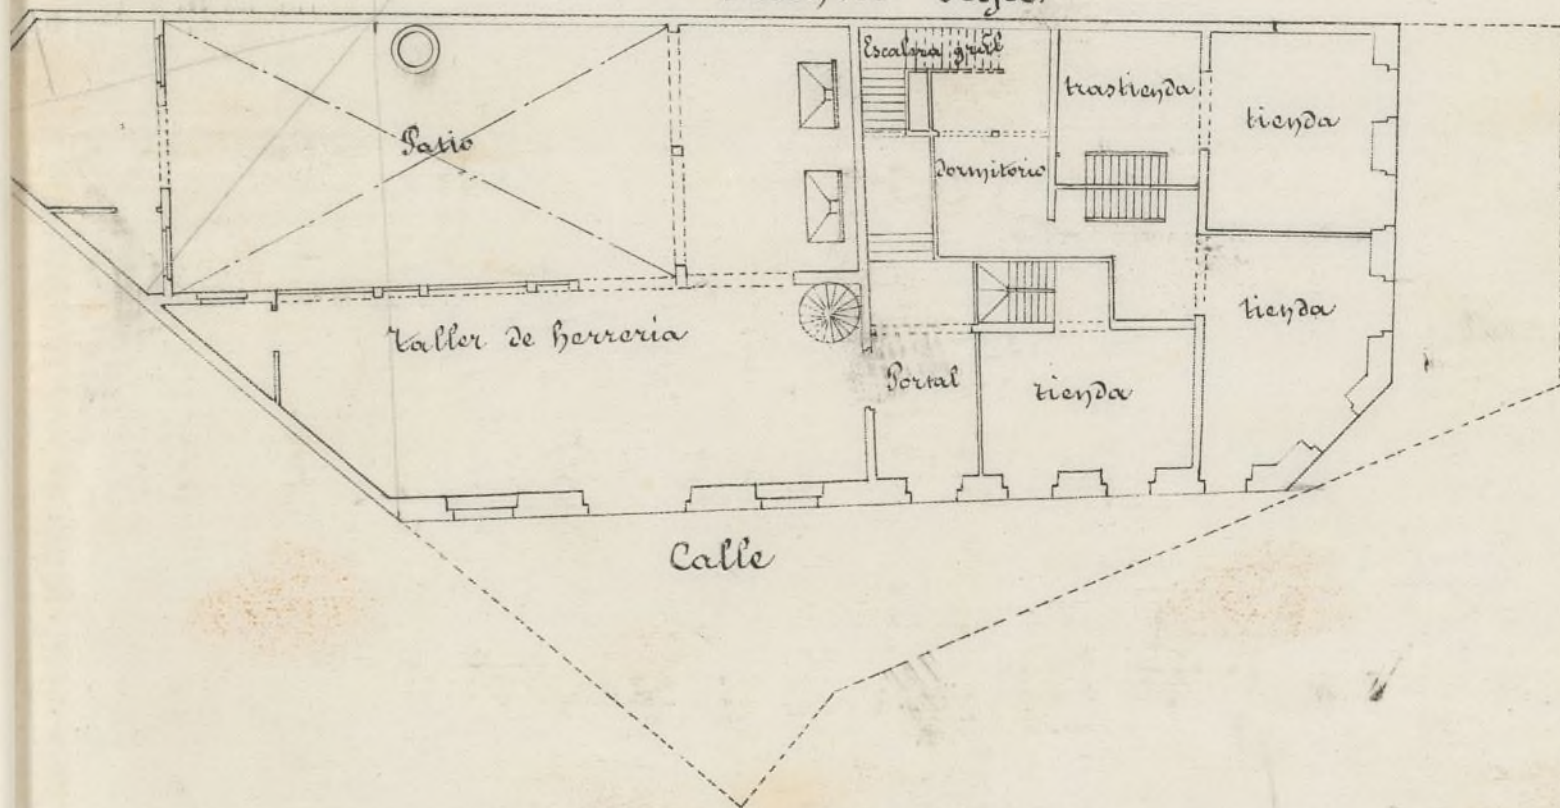 Escalera gral
trastienda
tienda
Patio
dormitorio
tienda
Taller de herreria
Portal
tienda
Calle